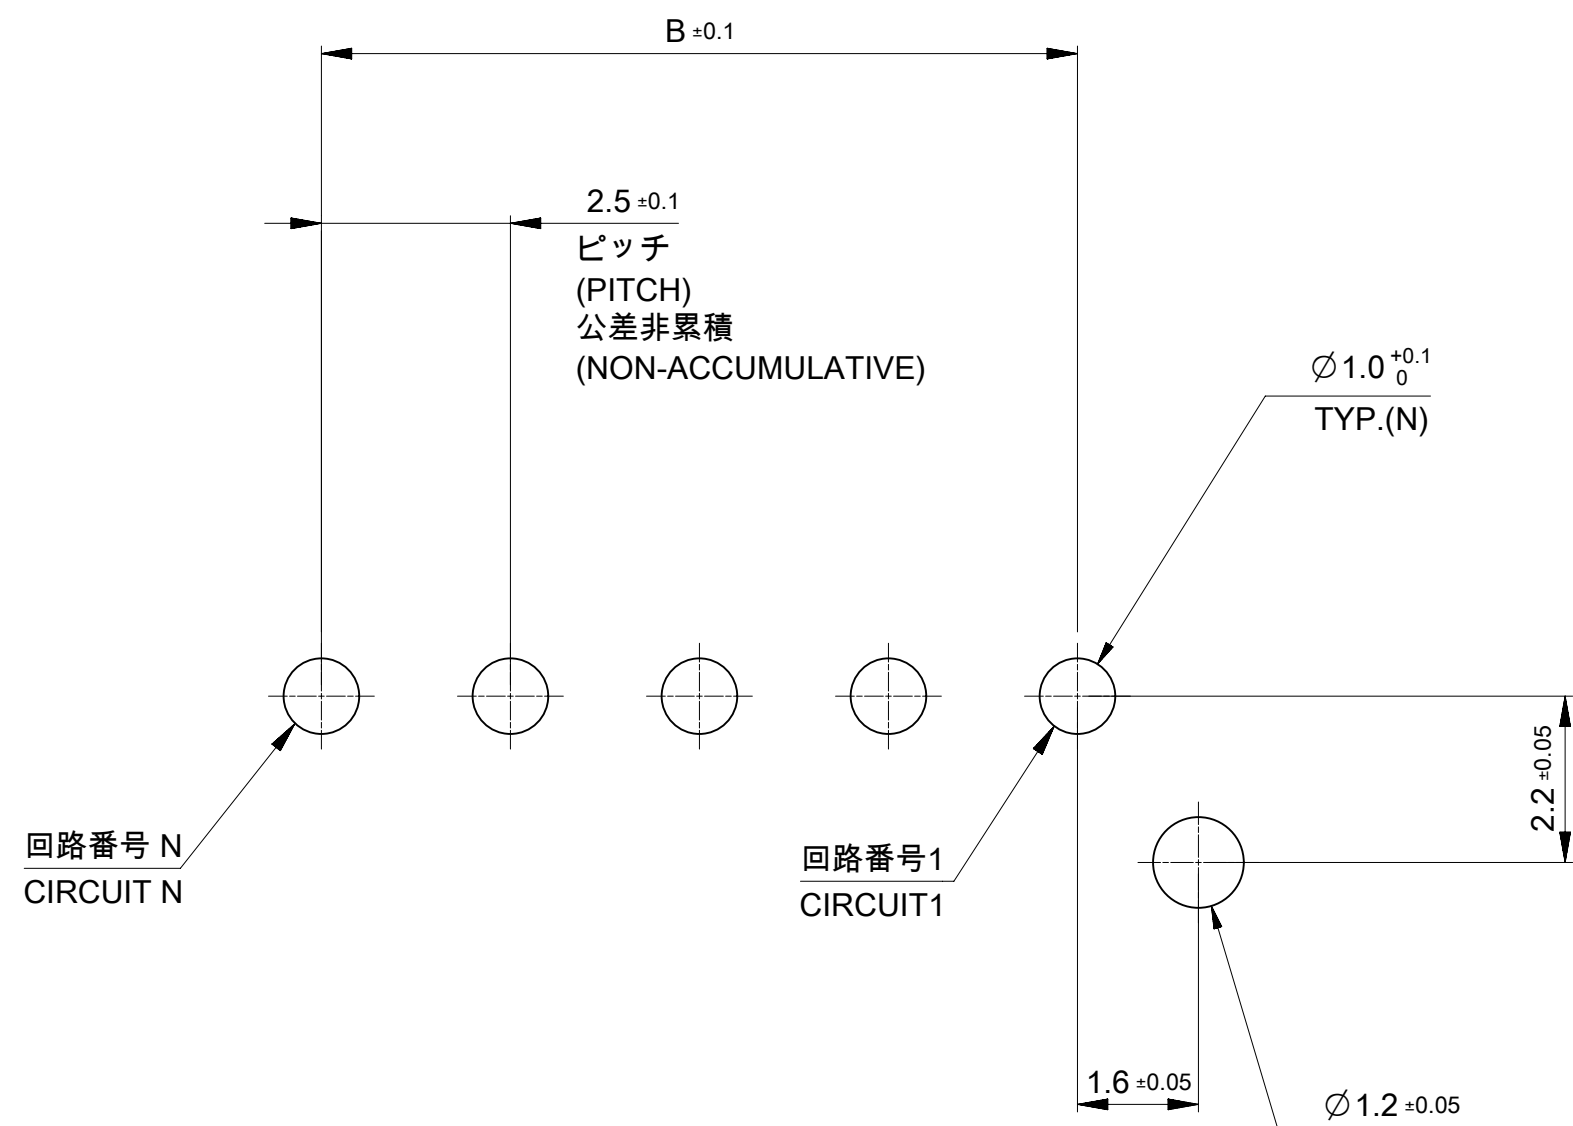 B ±0.1
2.5 ±0.1
ピッチ
(PITCH)
公差非累積
(NON-ACCUMULATIVE)
∅1.0 +0.1 0
TYP.(N)
2.2 ±0.05
回路番号 N
CIRCUIT N
回路番号1
CIRCUIT1
1.6 ±0.05
∅1.2 ±0.05